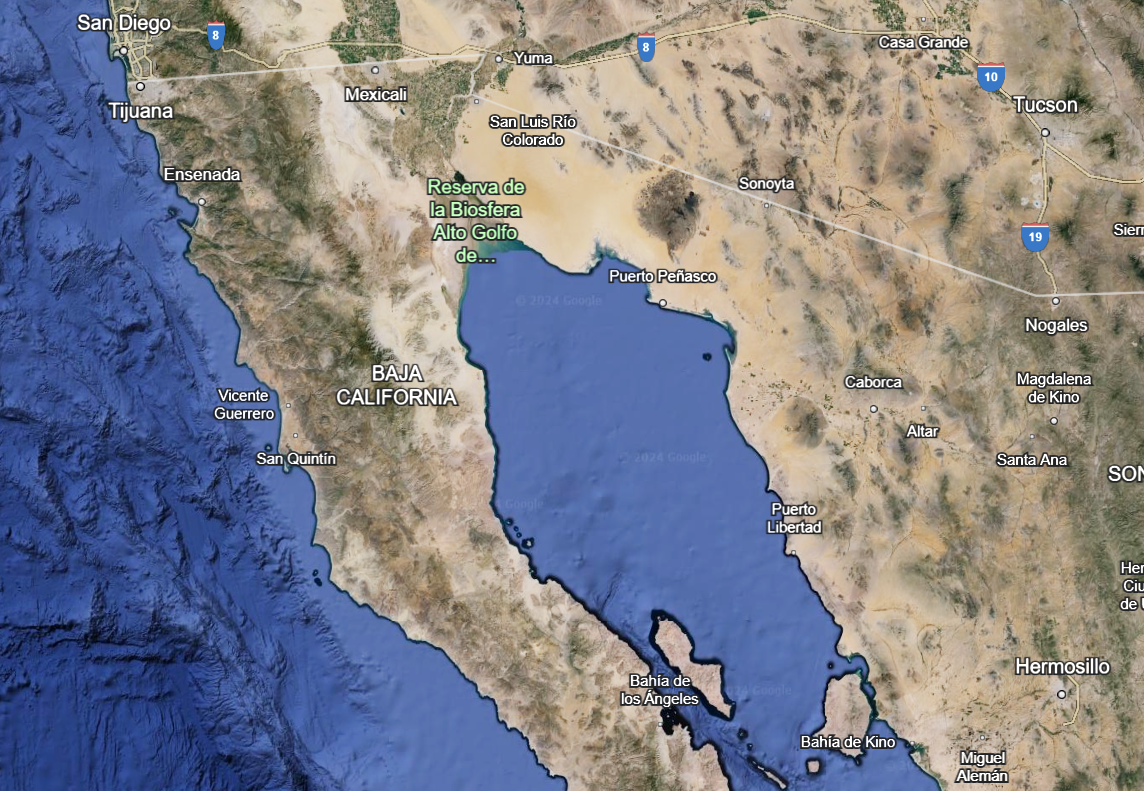 San Diego
8
8
Casa Grande
Yuma
10
Mexicali
Tijuana
Tucson
San Luis Río
Colorado
Ensenada
Reserva de
la Biosfera
Alto Golfo
de...
Sonoyta
19
Sierr
Puerto Peñasco
© 2024 Google
Nogales
BAJA
CALIFORNIA
Vicente
Guerrero
Caborca
Magdalena
de Kino
Altar
San Quintín
2024 Google
Santa Ana
SON
Google
Puerto
Libertad
Her
Ciu
de U
Hermosillo
Bahía de
los Ángeles
2024 Google
Bahía de Kino
Miguel
Alemán